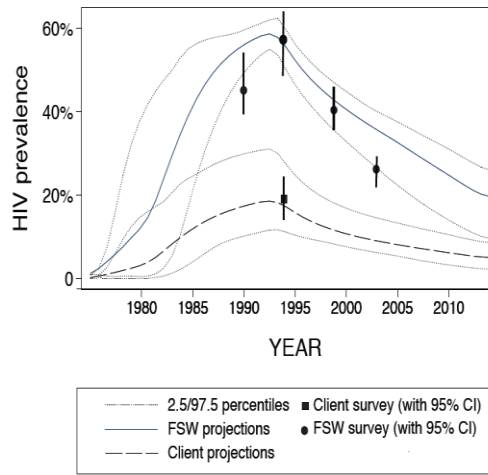 60%
40%
20%
0
HIV prevalence
1980 1985 1990 1995 2000 2005 2010
YEAR
2.5/97.5 percentiles Client survey (with 95% CI)
FSW projections FSW survey (with 95% CI)
Client projections